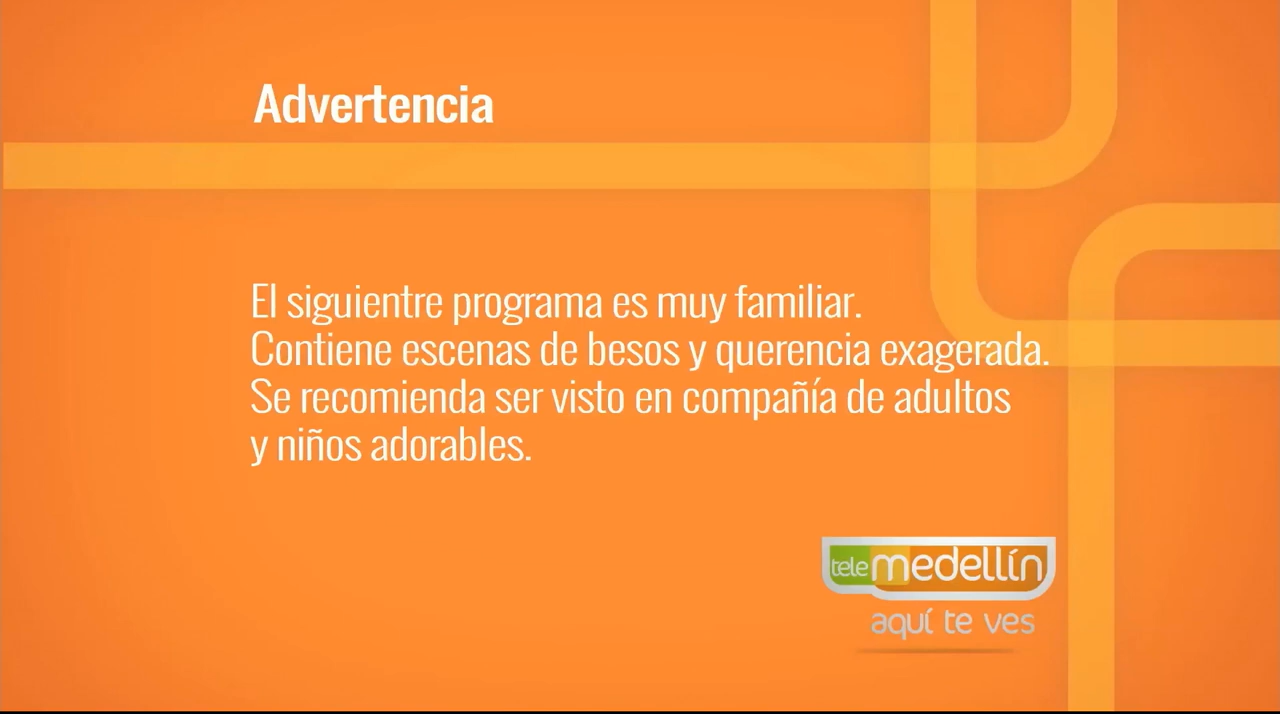 Advertencia
El siguientre programa es muy familiar.
Contiene escenas de besos y querencia exagerada.
Se recomienda ser visto en compañía de adultos
y niños adorables.
telemedellín
aquí te ves